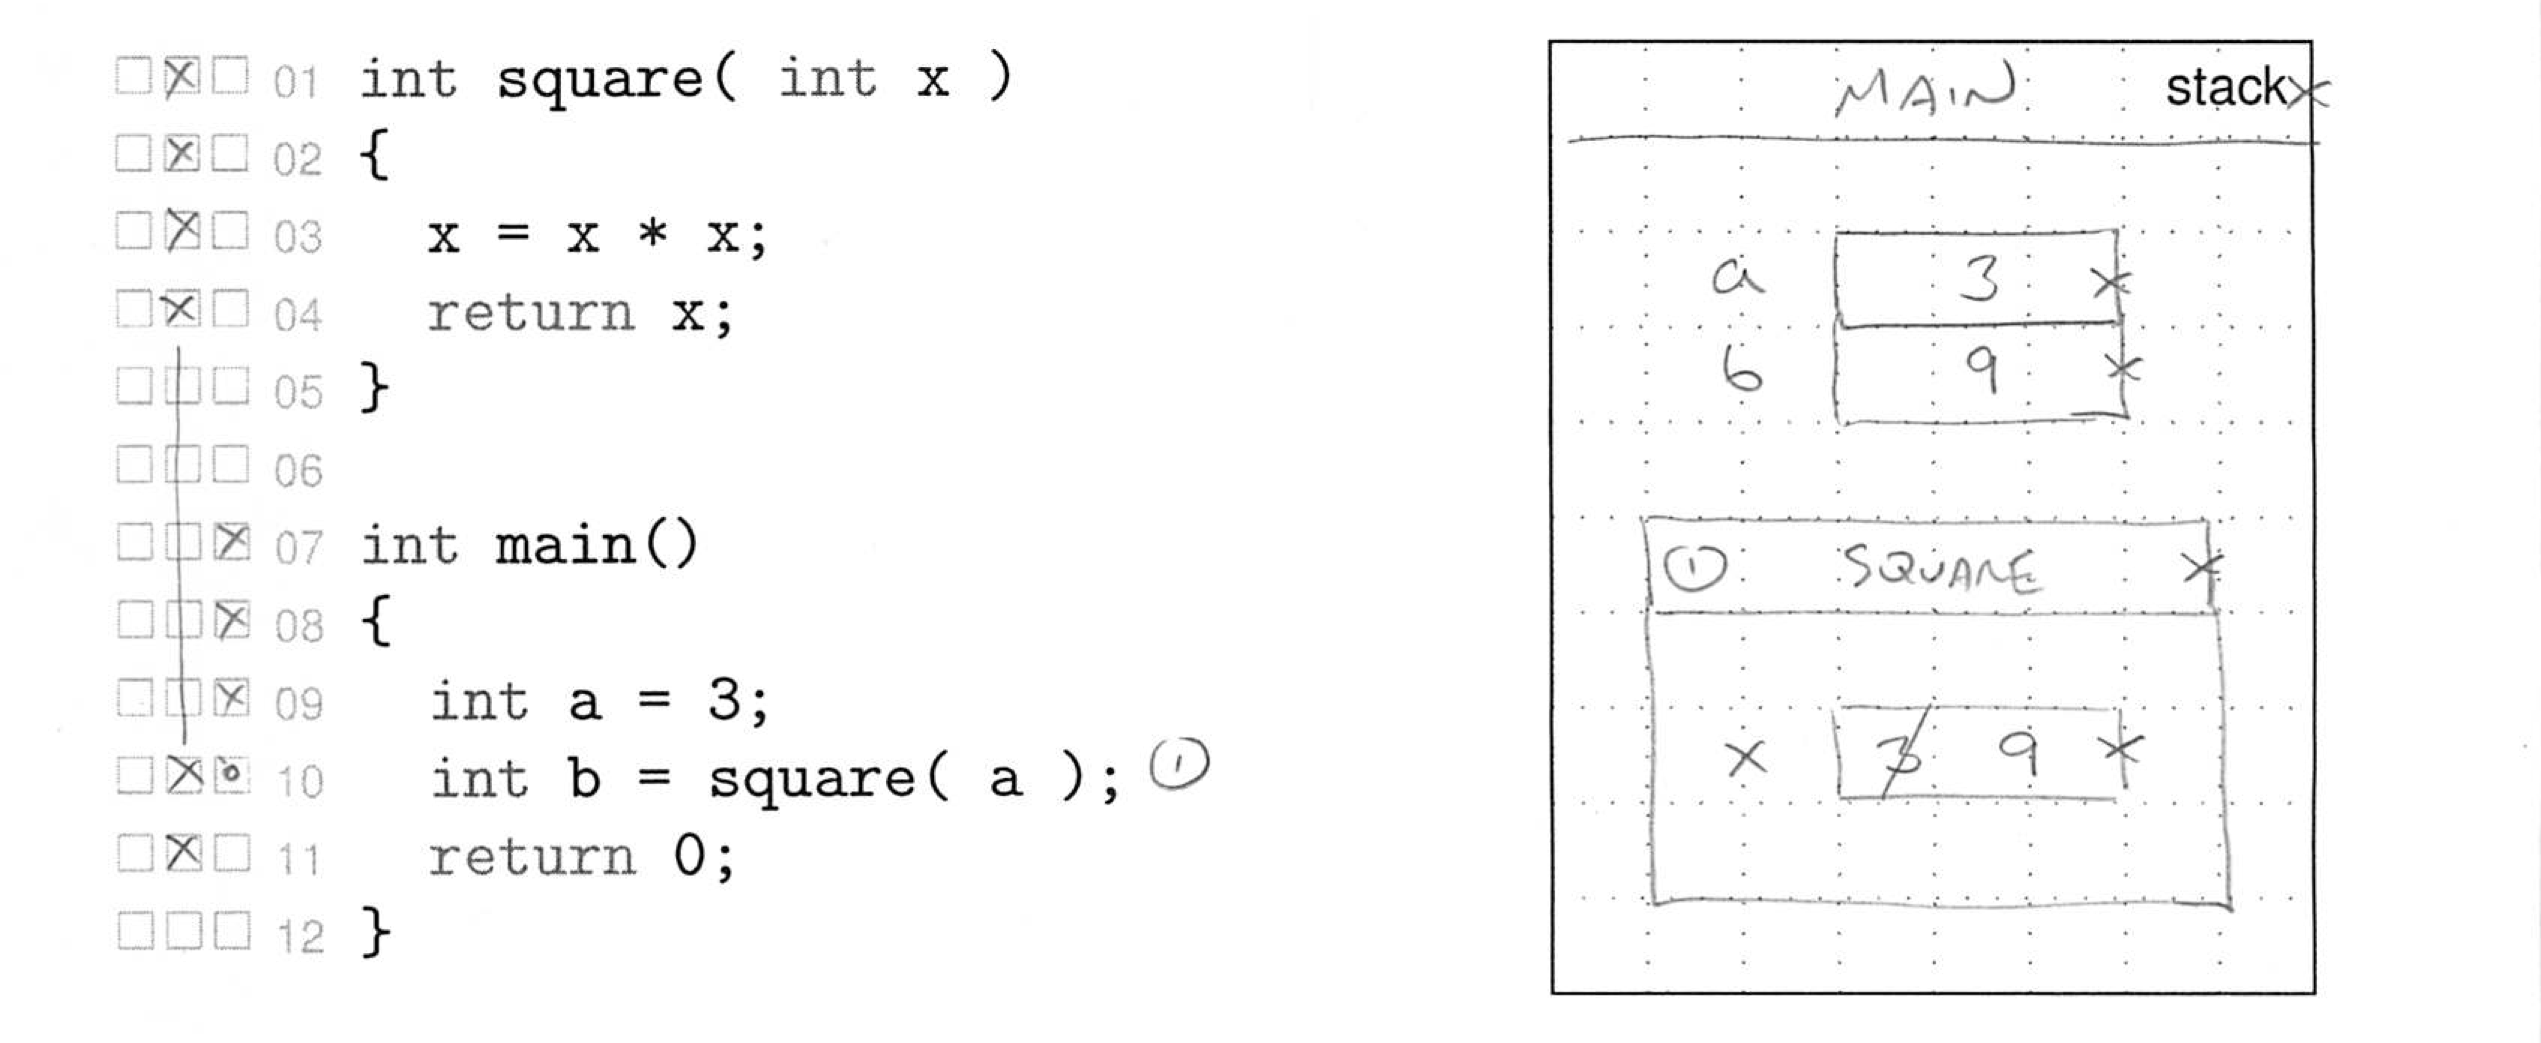 01 int square( int x )
02 {
03 x = x * x;
04 return x;
05 }
06
07 int main()
08 {
09 int a = 3;
10 int b = square( a ); ①
11 return 0;
12 }
MAIN stack
a 3
b 9
① SQUARE
x 3 9